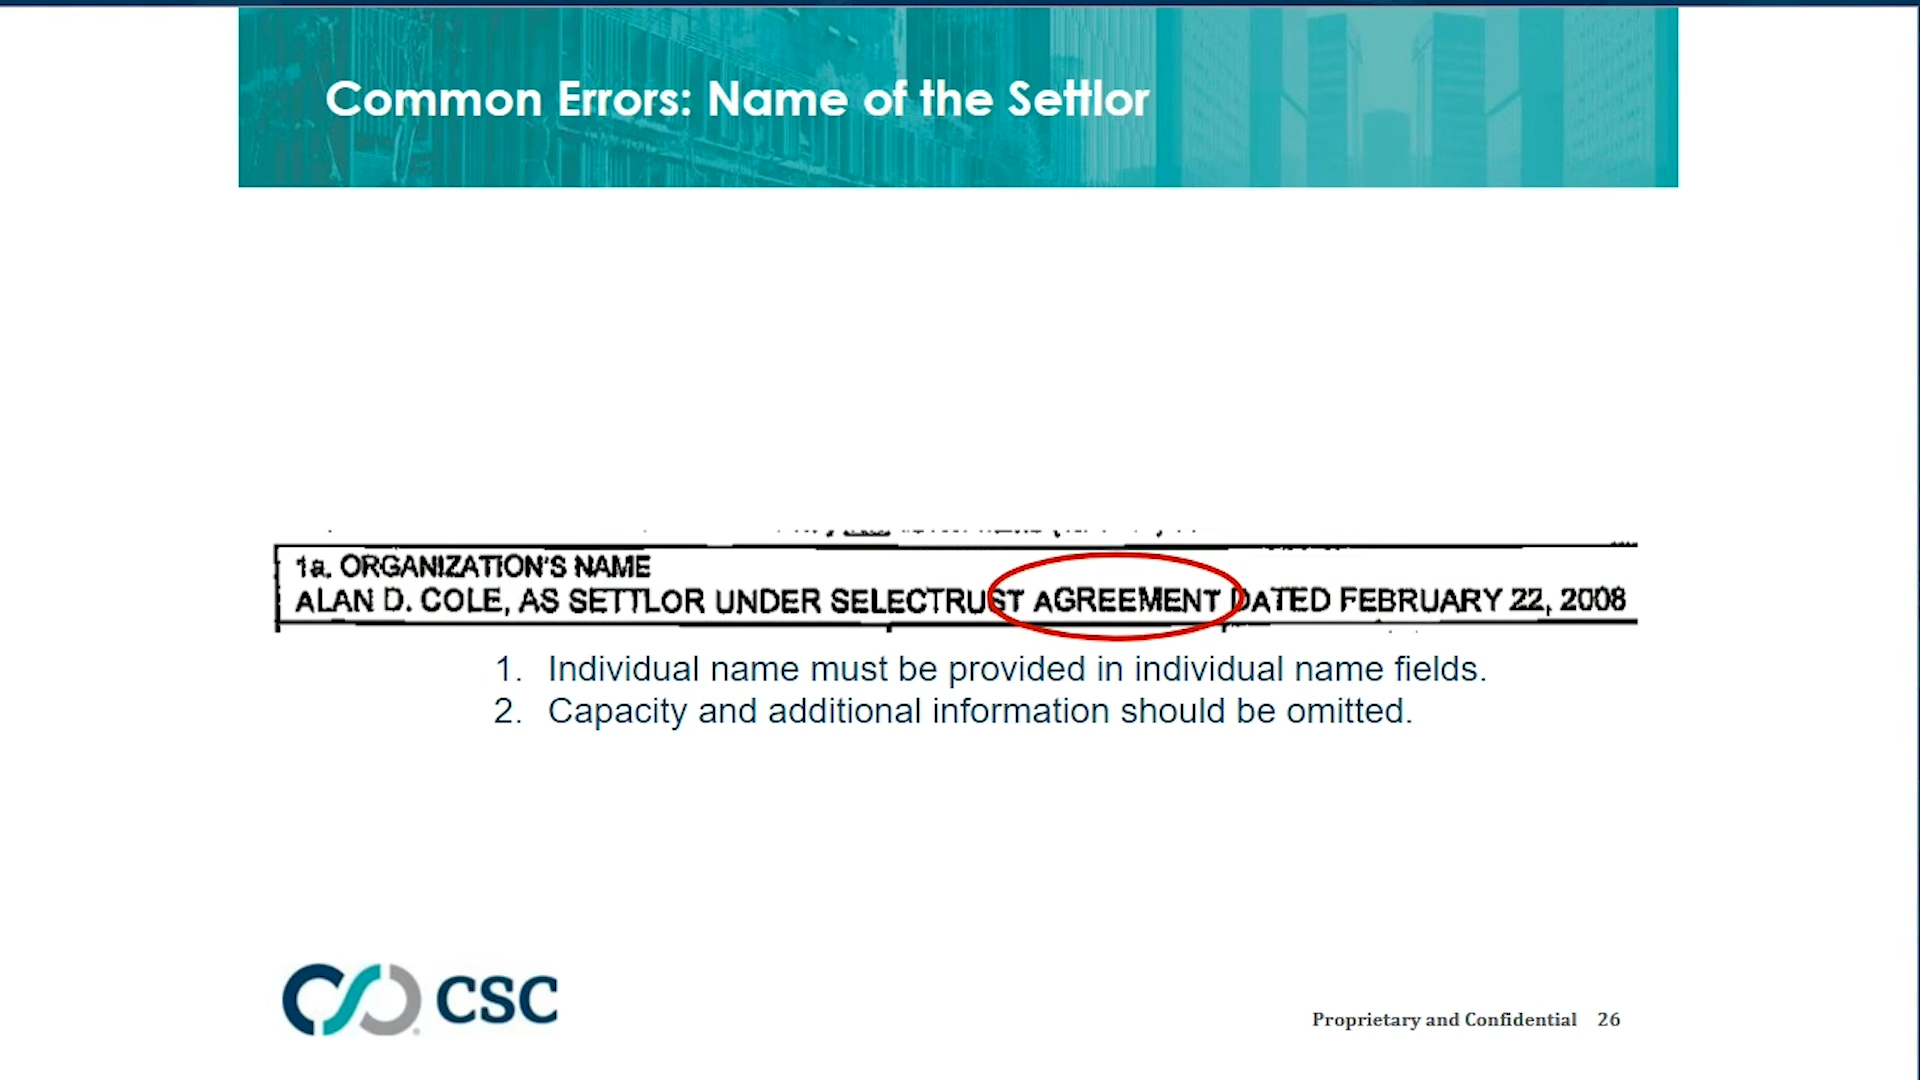 Common Errors: Name of the Settlor
1a. ORGANIZATION'S NAME
ALAN D. COLE, AS SETTLOR UNDER SELECTRUST AGREEMENT DATED FEBRUARY 22, 2008
1. Individual name must be provided in individual name fields.
2. Capacity and additional information should be omitted.
CSC
Proprietary and Confidential 26